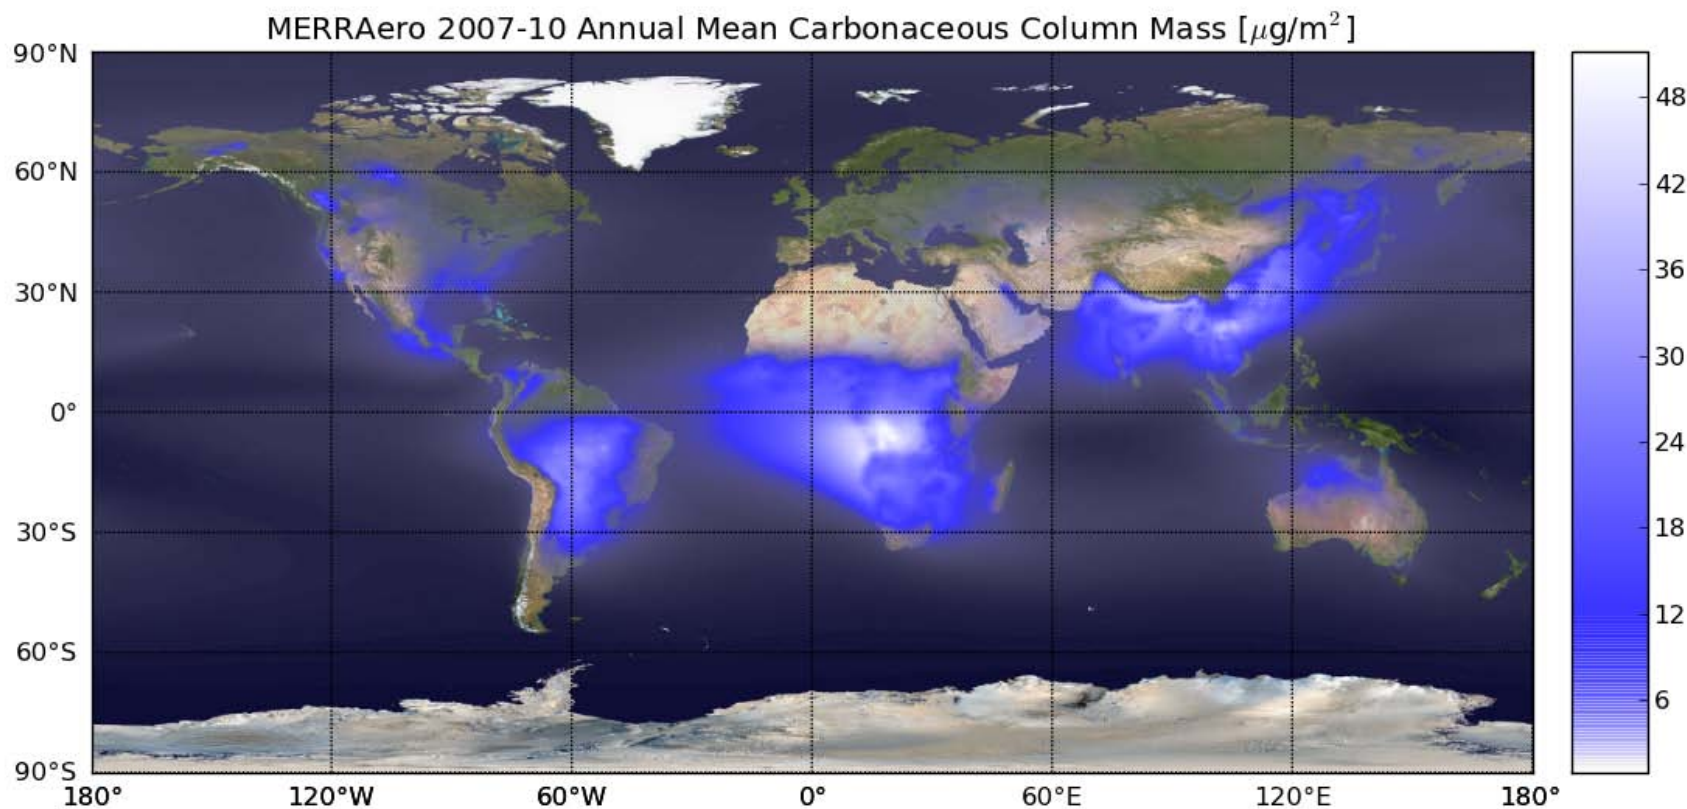 MERRAero 2007-10 Annual Mean Carbonaceous Column Mass [μg/m²]
90°N
60°N
30°N
0°
30°S
60°S
90°S
180° 120°W 60°W 0° 60°E 120°E 180°
48
42
36
30
24
18
12
6